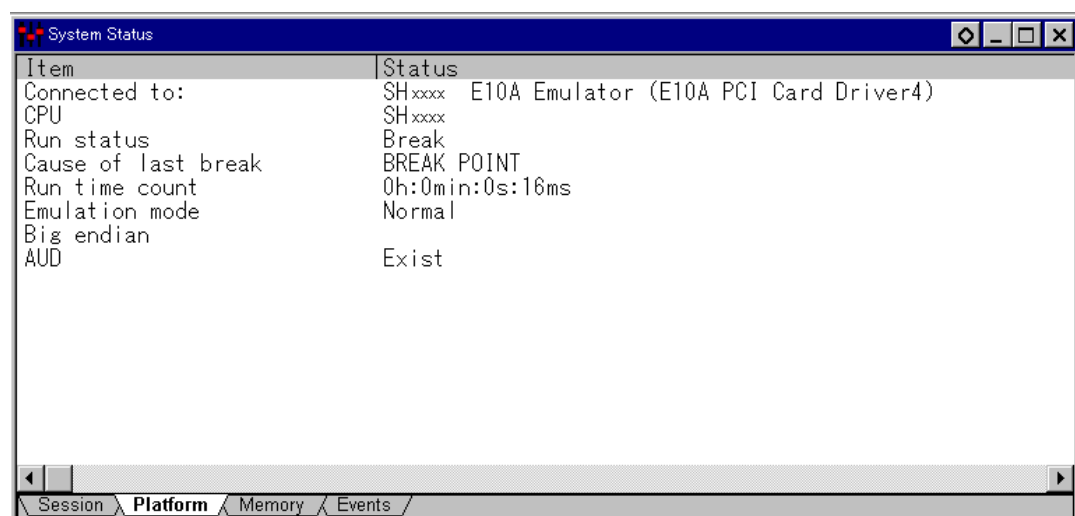 System Status
Item Status
Connected to: SHxxxx E10A Emulator (E10A PCI Card Driver4)
CPU SHxxxx
Run status Break
Cause of last break BREAK POINT
Run time count 0h:0min:0s:16ms
Emulation mode Normal
Big endian
AUD Exist
Session Platform Memory Events